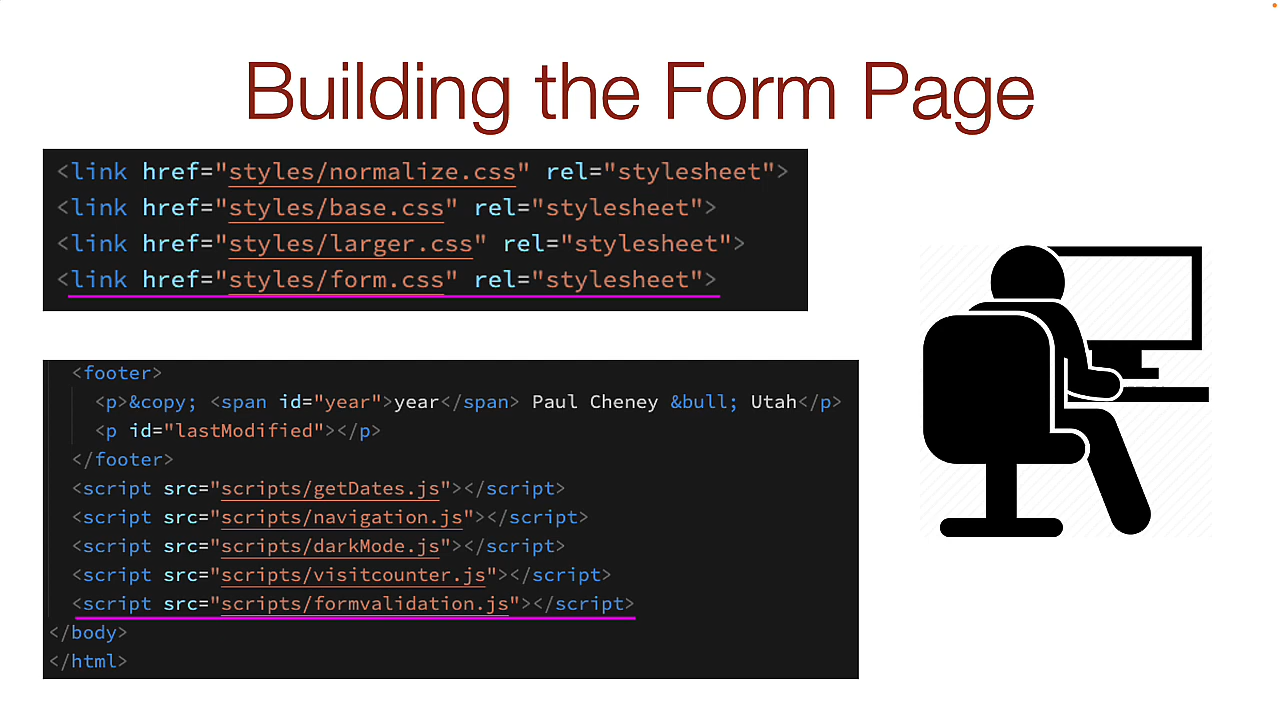 Building the Form Page
<link href="styles/normalize.css" rel="stylesheet">
<link href="styles/base.css" rel="stylesheet">
<link href="styles/larger.css" rel="stylesheet">
<link href="styles/form.css" rel="stylesheet">
<footer>
<p>&copy; <span id="year">year</span> Paul Cheney &bull; Utah</p>
<p id="lastModified"></p>
</footer>
<script src="scripts/getDates.js"></script>
<script src="scripts/navigation.js"></script>
<script src="scripts/darkMode.js"></script>
<script src="scripts/visitcounter.js"></script>
<script src="scripts/formvalidation.js"></script>
</body>
</html>